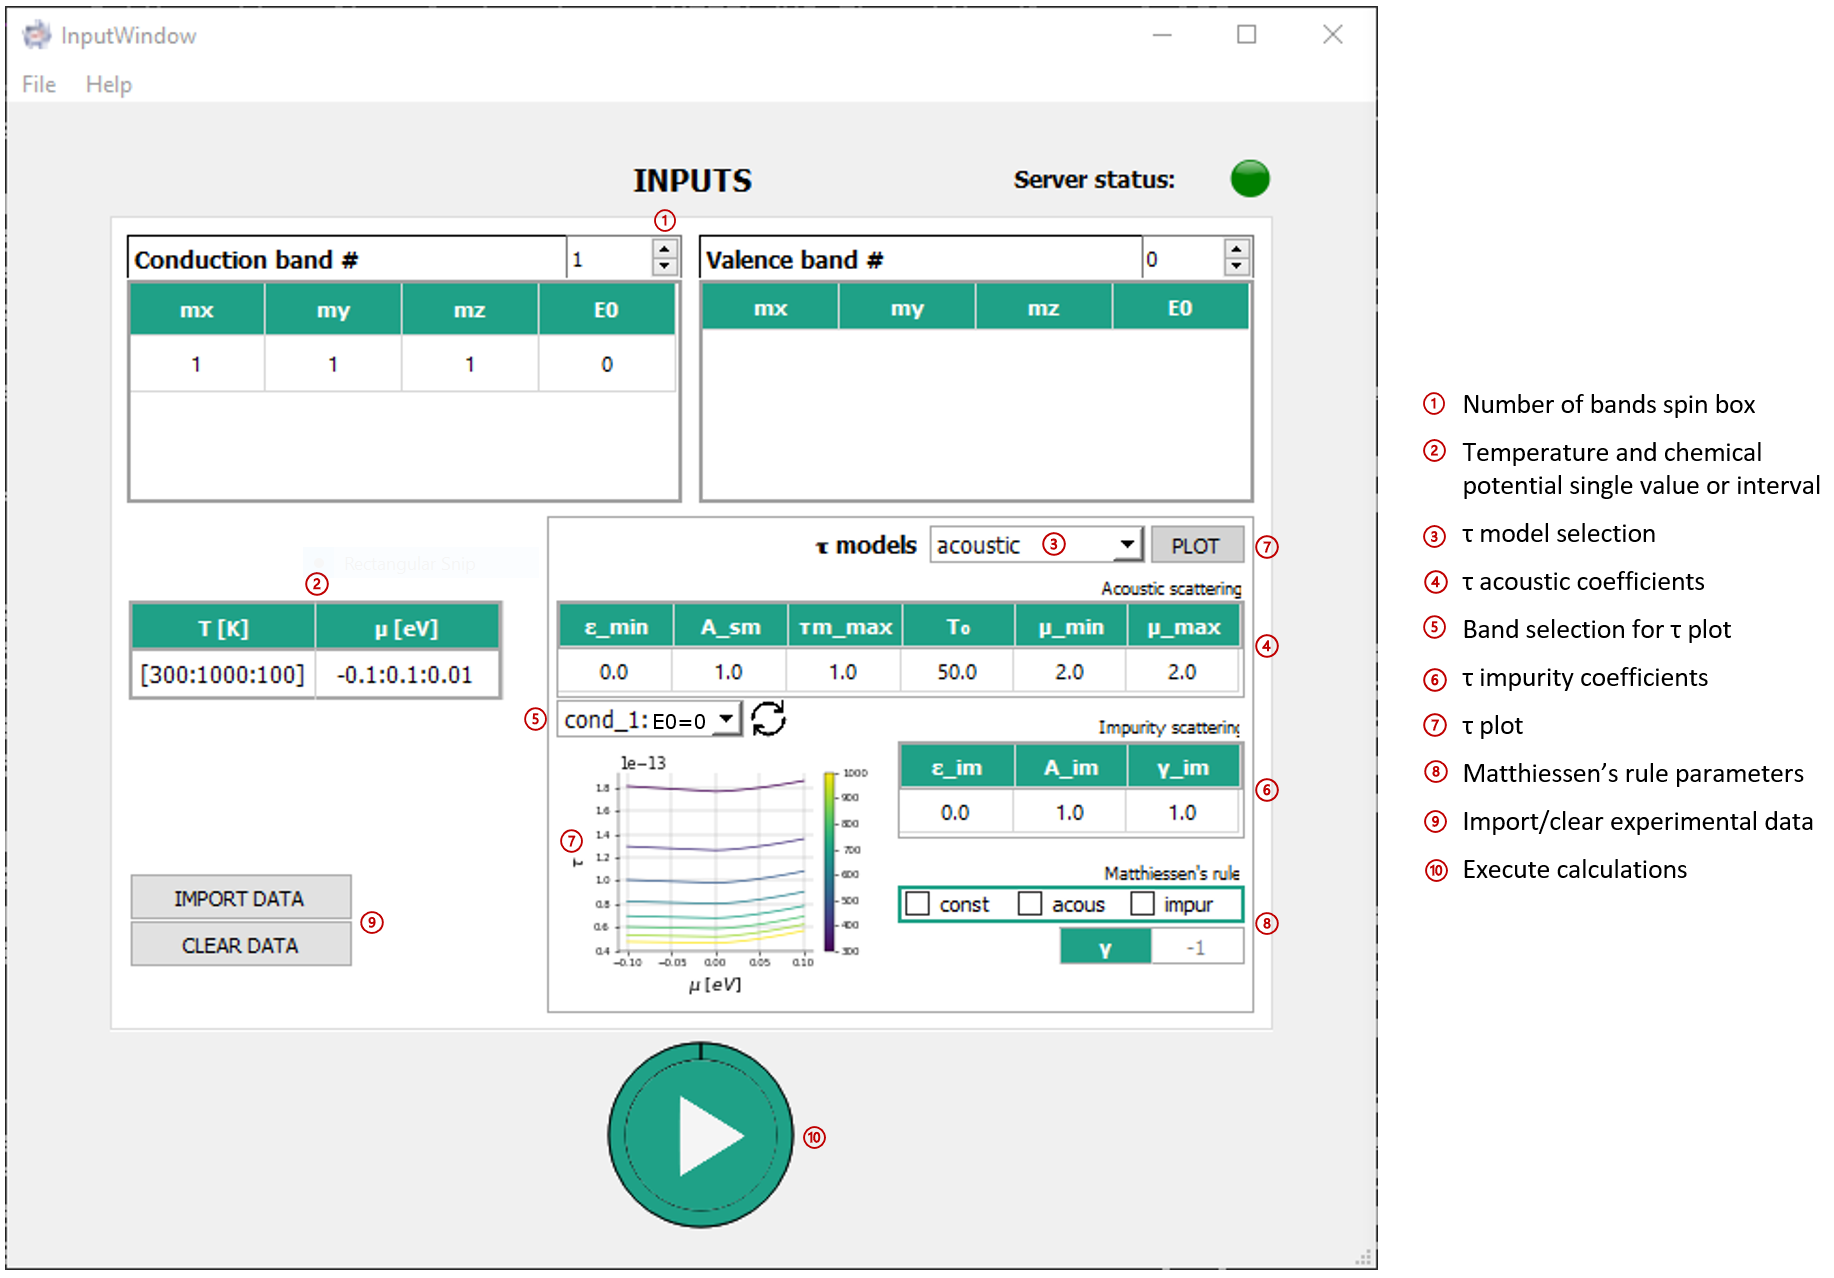 InputWindow
File Help
INPUTS
Server status:
①
Conduction band # 1
mx my mz E0
1 1 1 0
Valence band # 0
mx my mz E0
Rectangular Snip
②
T [K] μ [eV]
[300:1000:100] -0.1:0.1:0.01
τ models acoustic ③ PLOT ⑦
Acoustic scattering
ε_min A_sm τm_max T₀ μ_min μ_max
0.0 1.0 1.0 50.0 2.0 2.0
④
⑤ cond_1: E0=0
Impurity scattering
ε_im A_im γ_im
0.0 1.0 1.0
⑥
1e−13
1.8
1.6
1.4
1.2
1.0
0.8
0.6
0.4
⑦
τ
−0.10 −0.05 0.00 0.05 0.10
μ [eV]
1000
900
800
700
600
500
400
300
Matthiessen's rule
const acous impur
γ -1
⑧
IMPORT DATA
CLEAR DATA
⑨
⑩
① Number of bands spin box
② Temperature and chemical
potential single value or interval
③ τ model selection
④ τ acoustic coefficients
⑤ Band selection for τ plot
⑥ τ impurity coefficients
⑦ τ plot
⑧ Matthiessen’s rule parameters
⑨ Import/clear experimental data
⑩ Execute calculations